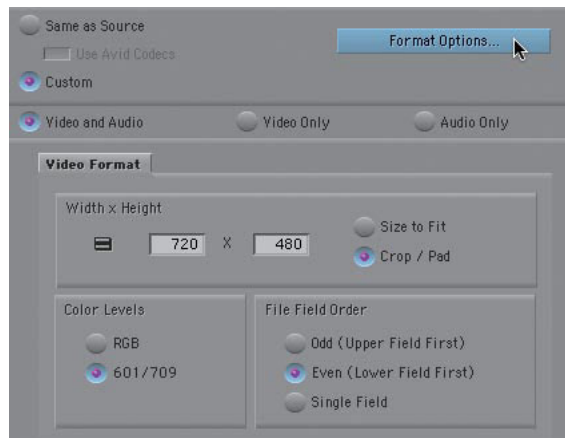 Same as Source
Format Options...
Use Avid Codecs
Custom
Video and Audio
Video Only
Audio Only
Video Format
Width x Height
720 X 480
Size to Fit
Crop / Pad
Color Levels
File Field Order
RGB
Odd (Upper Field First)
601/709
Even (Lower Field First)
Single Field